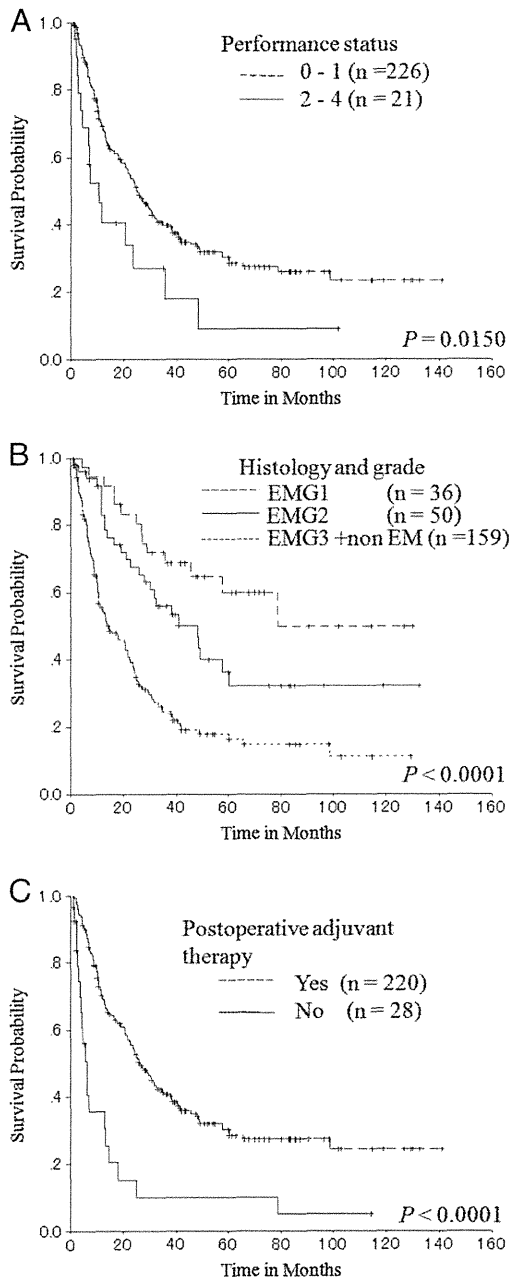 A
1.0
.8
.6
.4
.2
0.0
Survival Probability
Performance status
0 - 1 (n =226)
2 - 4 (n = 21)
P = 0.0150
0 20 40 60 80 100 120 140 160
Time in Months
B
1.0
.8
.6
.4
.2
0.0
Survival Probability
Histology and grade
EMG1 (n = 36)
EMG2 (n = 50)
EMG3 +non EM (n =159)
P < 0.0001
0 20 40 60 80 100 120 140 160
Time in Months
C
1.0
.8
.6
.4
.2
0.0
Survival Probability
Postoperative adjuvant
therapy
Yes (n = 220)
No (n = 28)
P < 0.0001
0 20 40 60 80 100 120 140 160
Time in Months